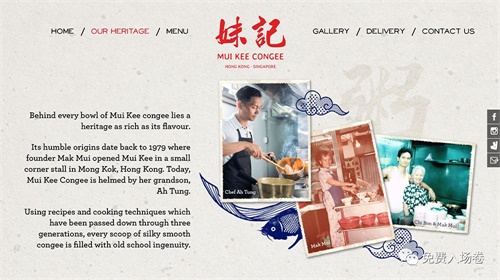 HOME / OUR HERITAGE / MENU
妹記
MUI KEE CONGEE
HONG KONG · SINGAPORE
GALLERY / DELIVERY / CONTACT US
Behind every bowl of Mui Kee congee lies a
heritage as rich as its flavour.
Its humble origins date back to 1979 where
founder Mak Mui opened Mui Kee in a small
corner stall in Mong Kok, Hong Kong. Today,
Mui Kee Congee is helmed by her grandson,
Ah Tung.
Using recipes and cooking techniques which
have been passed down through three
generations, every scoop of silky smooth
congee is filled with old school ingenuity.
Chef Ah Tung
Mak Mui
Chi Bon & Mak Mui
免费入场卷